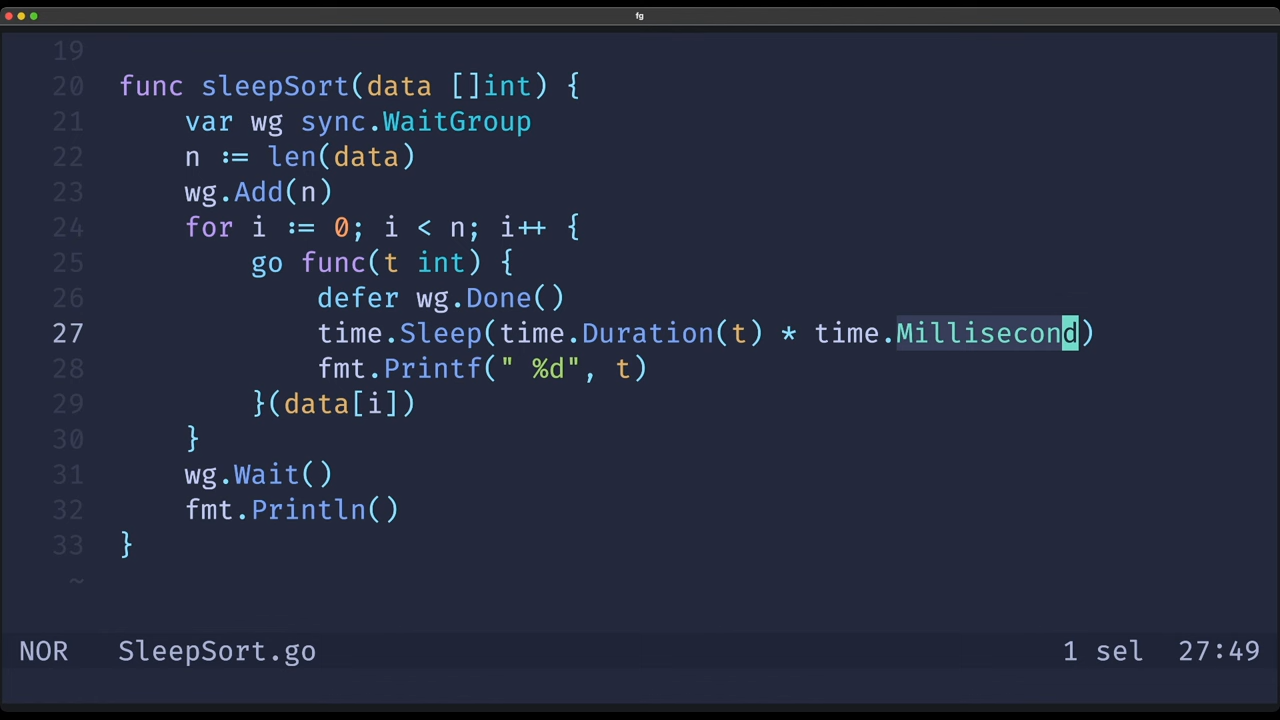 fg
19
20 func sleepSort(data []int) {
21 var wg sync.WaitGroup
22 n := len(data)
23 wg.Add(n)
24 for i := 0; i < n; i++ {
25 go func(t int) {
26 defer wg.Done()
27 time.Sleep(time.Duration(t) * time.Millisecond)
28 fmt.Printf(" %d", t)
29 }(data[i])
30 }
31 wg.Wait()
32 fmt.Println()
33 }
~
NOR SleepSort.go 1 sel 27:49